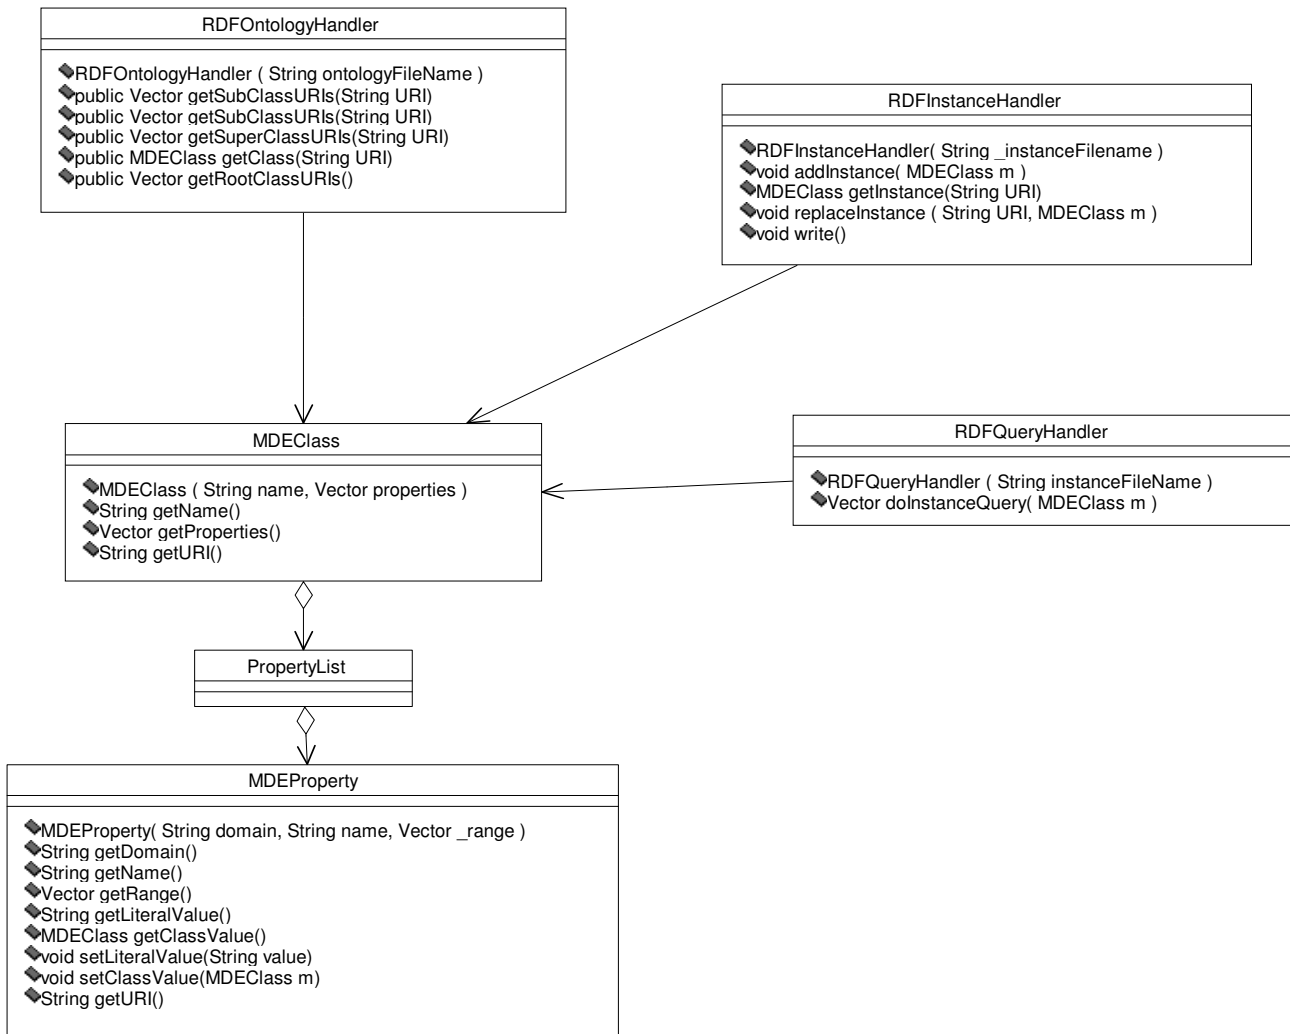 RDFOntologyHandler
RDFOntologyHandler ( String ontologyFileName )
public Vector getSubClassURIs(String URI)
public Vector getSubClassURIs(String URI)
public Vector getSuperClassURIs(String URI)
public MDEClass getClass(String URI)
public Vector getRootClassURIs()
RDFInstanceHandler
RDFInstanceHandler( String _instanceFilename )
void addInstance( MDEClass m )
MDEClass getInstance(String URI)
void replaceInstance ( String URI, MDEClass m )
void write()
MDEClass
MDEClass ( String name, Vector properties )
String getName()
Vector getProperties()
String getURI()
RDFQueryHandler
RDFQueryHandler ( String instanceFileName )
Vector doInstanceQuery( MDEClass m )
PropertyList
MDEProperty
MDEProperty( String domain, String name, Vector _range )
String getDomain()
String getName()
Vector getRange()
String getLiteralValue()
MDEClass getClassValue()
void setLiteralValue(String value)
void setClassValue(MDEClass m)
String getURI()